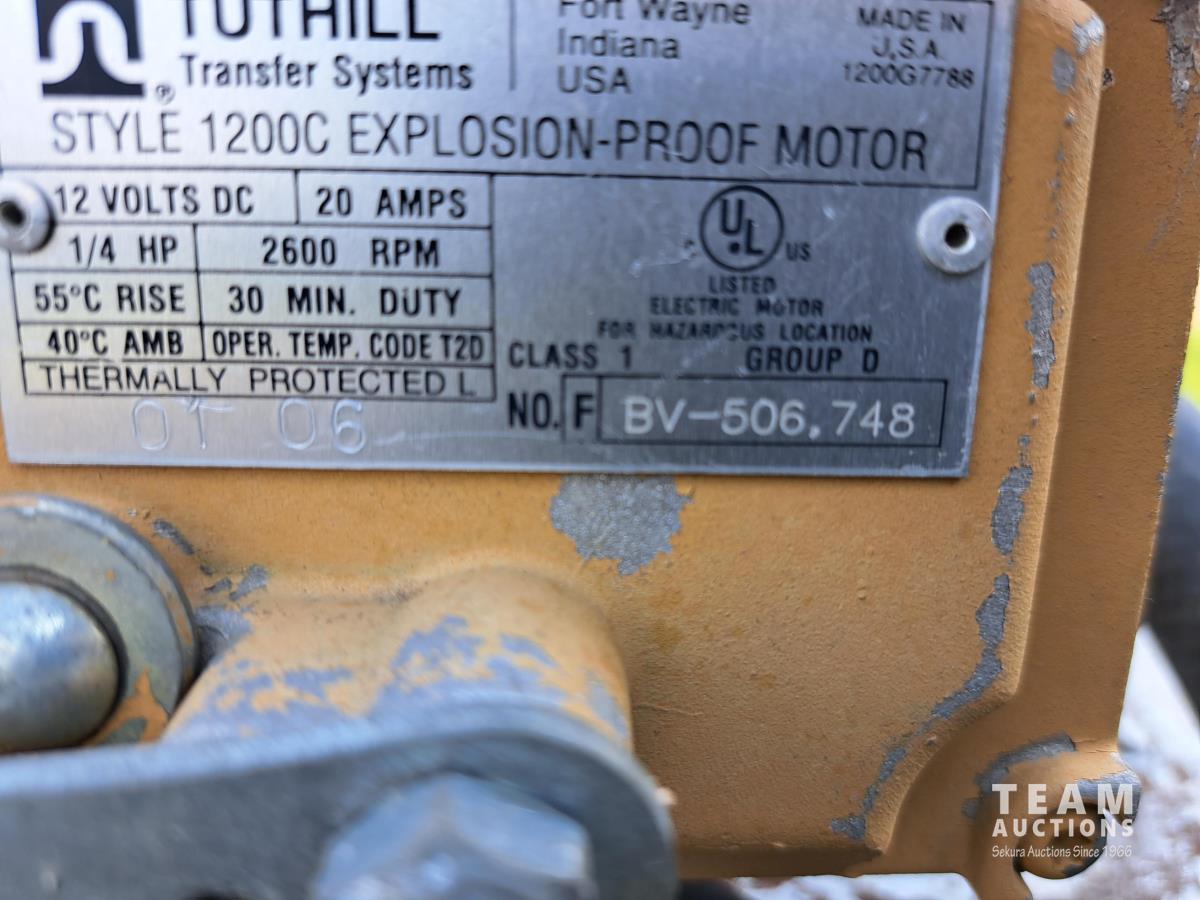 TUTHILL
Transfer Systems
®
Fort Wayne
Indiana
USA
MADE IN
U.S.A.
1200G7788
STYLE 1200C EXPLOSION-PROOF MOTOR
12 VOLTS DC 20 AMPS
1/4 HP 2600 RPM
55°C RISE 30 MIN. DUTY
40°C AMB OPER. TEMP. CODE T2D
THERMALLY PROTECTED L
OT 06
C UL US
LISTED
ELECTRIC MOTOR
FOR HAZARDOUS LOCATION
CLASS 1 GROUP D
NO. F BV-506,748
TEAM
AUCTIONS
Sekura Auctions Since 1966